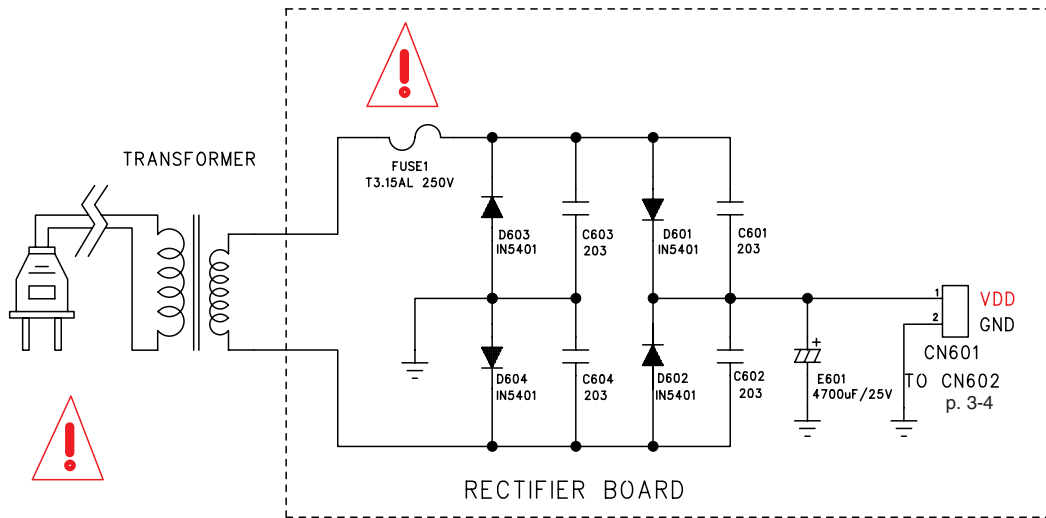 TRANSFORMER
FUSE1
T3.15AL 250V
D603
IN5401
C603
203
D601
IN5401
C601
203
D604
IN5401
C604
203
D602
IN5401
C602
203
+
E601
4700uF/25V
1
VDD
2
GND
CN601
TO CN602
p. 3-4
RECTIFIER BOARD